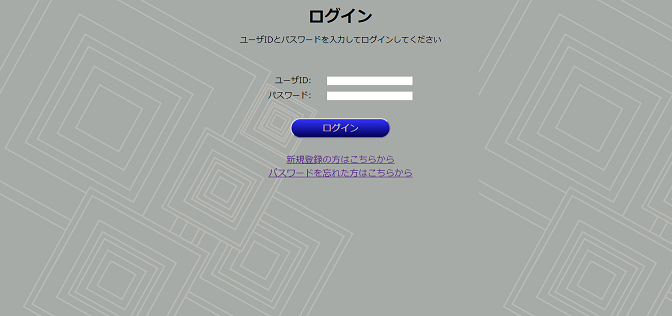 ログイン
ユーザIDとパスワードを入力してログインしてください
ユーザID:
パスワード:
ログイン
新規登録の方はこちらから
パスワードを忘れた方はこちらから